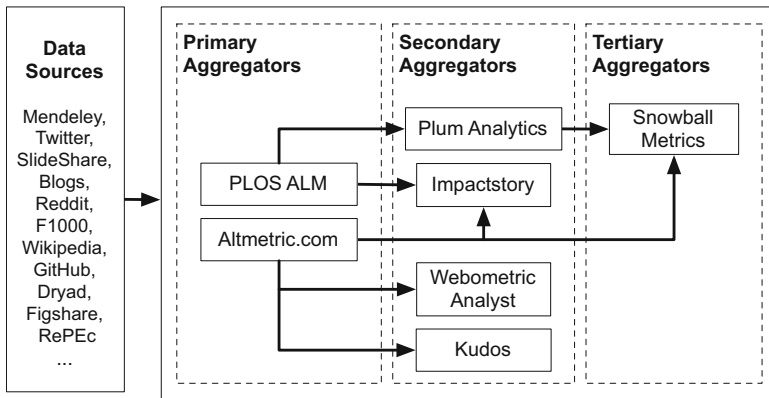 Data
Sources
Mendeley,
Twitter,
SlideShare,
Blogs,
Reddit,
F1000,
Wikipedia,
GitHub,
Dryad,
Figshare,
RePEc
...
Primary
Aggregators
PLOS ALM
Altmetric.com
Secondary
Aggregators
Plum Analytics
Impactstory
Webometric
Analyst
Kudos
Tertiary
Aggregators
Snowball
Metrics